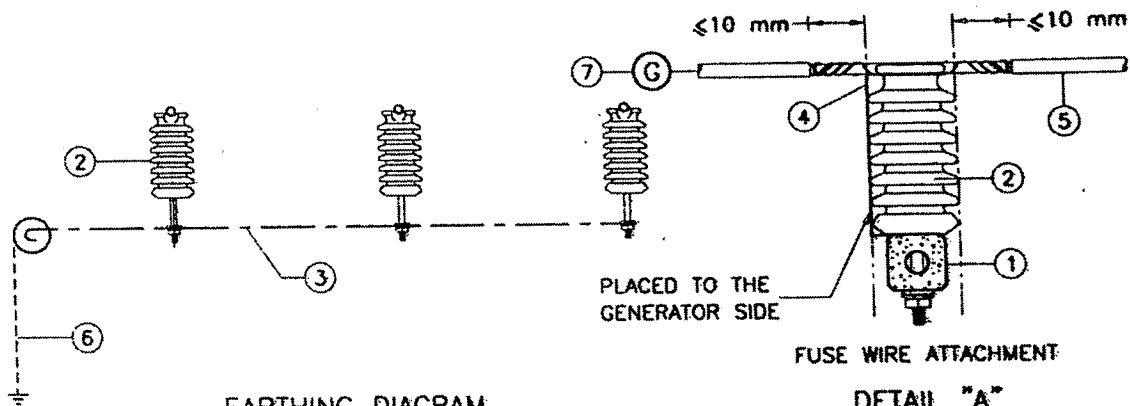 ≤10 mm
≤10 mm
7
G
4
5
2
2
3
1
PLACED TO THE
GENERATOR SIDE
6
FUSE WIRE ATTACHMENT
EARTHING DIAGRAM
DETAIL "A"